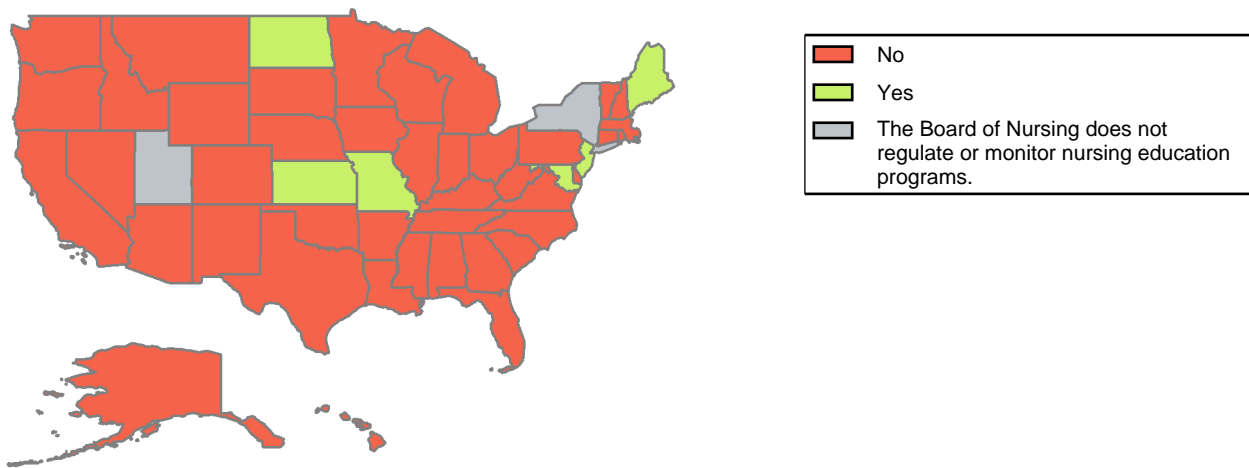 No
Yes
The Board of Nursing does not
regulate or monitor nursing education
programs.